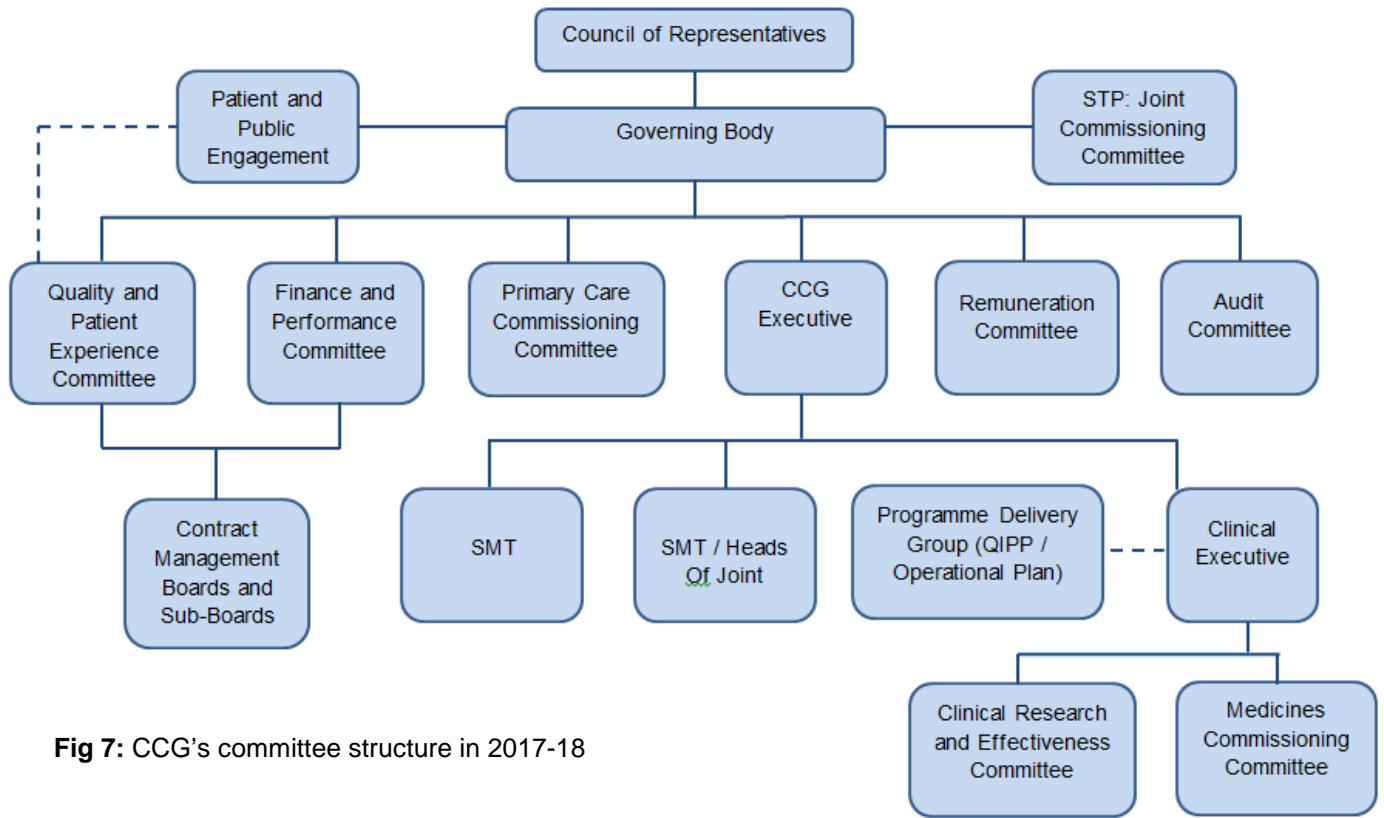 Council of Representatives
Patient and
Public
Engagement
Governing Body
STP: Joint
Commissioning
Committee
Quality and
Patient
Experience
Committee
Finance and
Performance
Committee
Primary Care
Commissioning
Committee
CCG
Executive
Remuneration
Committee
Audit
Committee
Contract
Management
Boards and
Sub-Boards
SMT
SMT / Heads
Of Joint
Programme Delivery
Group (QIPP /
Operational Plan)
Clinical
Executive
Clinical Research
and Effectiveness
Committee
Medicines
Commissioning
Committee
Fig 7: CCG's committee structure in 2017-18